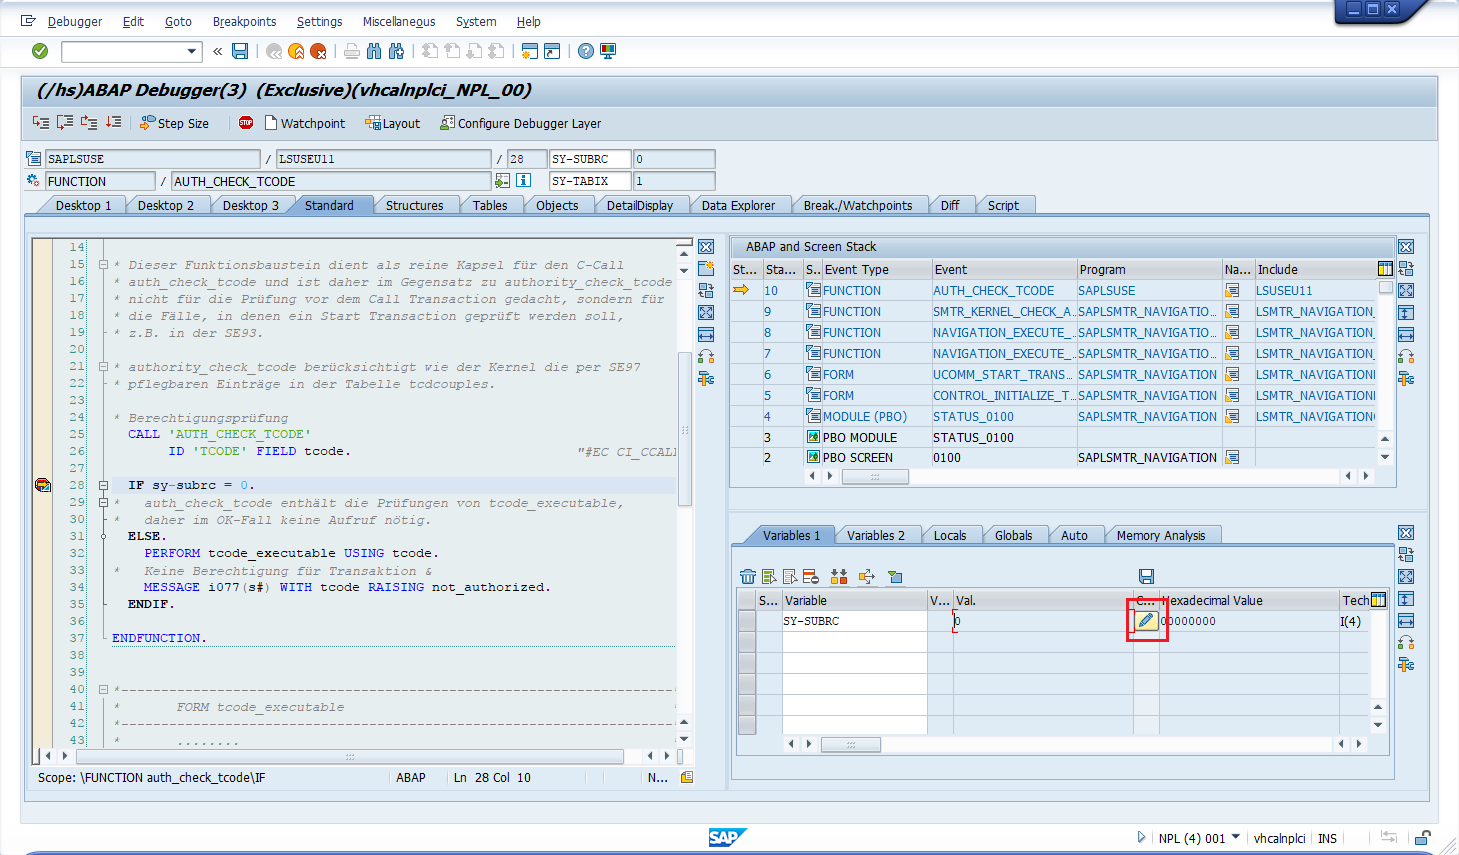 Debugger Edit Goto Breakpoints Settings Miscellaneous System Help
(/hs)ABAP Debugger(3) (Exclusive)(vhcalnplci_NPL_00)
Step Size STOP Watchpoint Layout Configure Debugger Layer
SAPLSUSE / LSUSEU11 / 28 SY-SUBRC 0
FUNCTION / AUTH_CHECK_TCODE SY-TABIX 1
Desktop 1 Desktop 2 Desktop 3 Standard Structures Tables Objects DetailDisplay Data Explorer Break./Watchpoints Diff Script
14
15 * Dieser Funktionsbaustein dient als reine Kapsel für den C-Call
16 * auth_check_tcode und ist daher im Gegensatz zu authority_check_tcode
17 * nicht für die Prüfung vor dem Call Transaction gedacht, sondern für
18 * die Fälle, in denen ein Start Transaction geprüft werden soll,
19 * z.B. in der SE93.
20
21 * authority_check_tcode berücksichtigt wie der Kernel die per SE97
22 * pflegbaren Einträge in der Tabelle tcdcouples.
23
24 * Berechtigungsprüfung
25 CALL 'AUTH_CHECK_TCODE'
26 ID 'TCODE' FIELD tcode. "#EC CI_CCALL
27
28 IF sy-subrc = 0.
29 * auth_check_tcode enthält die Prüfungen von tcode_executable,
30 * daher im OK-Fall keine Aufruf nötig.
31 ELSE.
32 PERFORM tcode_executable USING tcode.
33 * Keine Berechtigung für Transaktion &
34 MESSAGE i077(s#) WITH tcode RAISING not_authorized.
35 ENDIF.
36
37 ENDFUNCTION.
38
39
40 *----------------------------------------------------------------------
41 * FORM tcode_executable
42 *----------------------------------------------------------------------
43 * ........
Scope: \FUNCTION auth_check_tcode\IF ABAP Ln 28 Col 10 N...
ABAP and Screen Stack
St... Sta... S.. Event Type Event Program Na... Include
10 FUNCTION AUTH_CHECK_TCODE SAPLSUSE LSUSEU11
9 FUNCTION SMTR_KERNEL_CHECK_A... SAPLSMTR_NAVIGATIO... LSMTR_NAVIGATION_
8 FUNCTION NAVIGATION_EXECUTE_... SAPLSMTR_NAVIGATIO... LSMTR_NAVIGATION_
7 FUNCTION NAVIGATION_EXECUTE_... SAPLSMTR_NAVIGATION LSMTR_NAVIGATION_
6 FORM UCOMM_START_TRANS... SAPLSMTR_NAVIGATION LSMTR_NAVIGATION
5 FORM CONTROL_INITIALIZE_T... SAPLSMTR_NAVIGATION LSMTR_NAVIGATION
4 MODULE (PBO) STATUS_0100 SAPLSMTR_NAVIGATION LSMTR_NAVIGATION
3 PBO MODULE STATUS_0100
2 PBO SCREEN 0100 SAPLSMTR_NAVIGATION
Variables 1 Variables 2 Locals Globals Auto Memory Analysis
S... Variable V... Val. C... Hexadecimal Value Tech
SY-SUBRC 0 00000000 I(4)
SAP NPL (4) 001 vhcalnplci INS